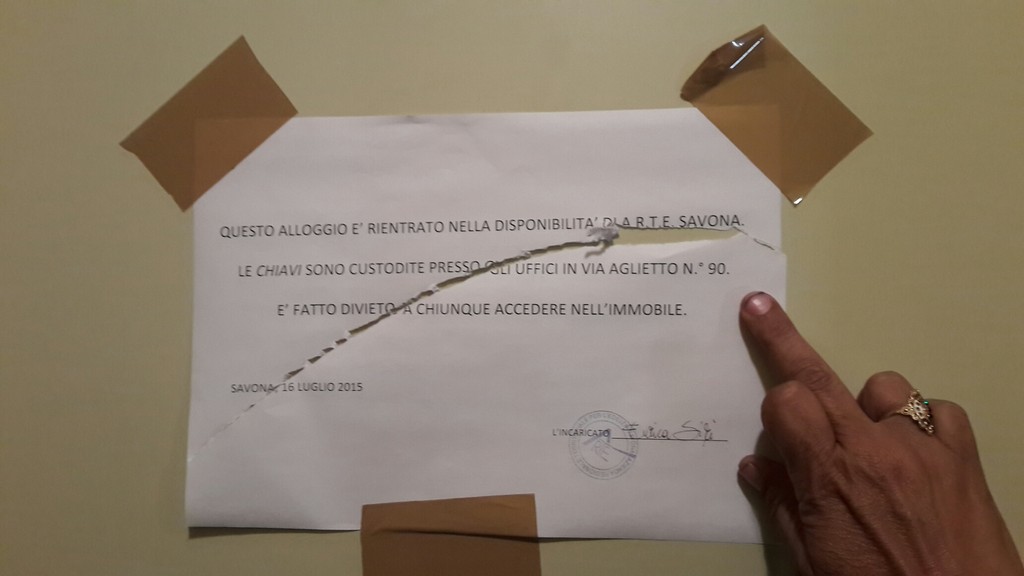 QUESTO ALLOGGIO E' RIENTRATO NELLA DISPONIBILITA' DI A R.T.E. SAVONA.
LE CHIAVI SONO CUSTODITE PRESSO GLI UFFICI IN VIA AGLIETTO N.° 90.
E' FATTO DIVIETO A CHIUNQUE ACCEDERE NELL'IMMOBILE.
SAVONA, 16 LUGLIO 2015
L'INCARICATO